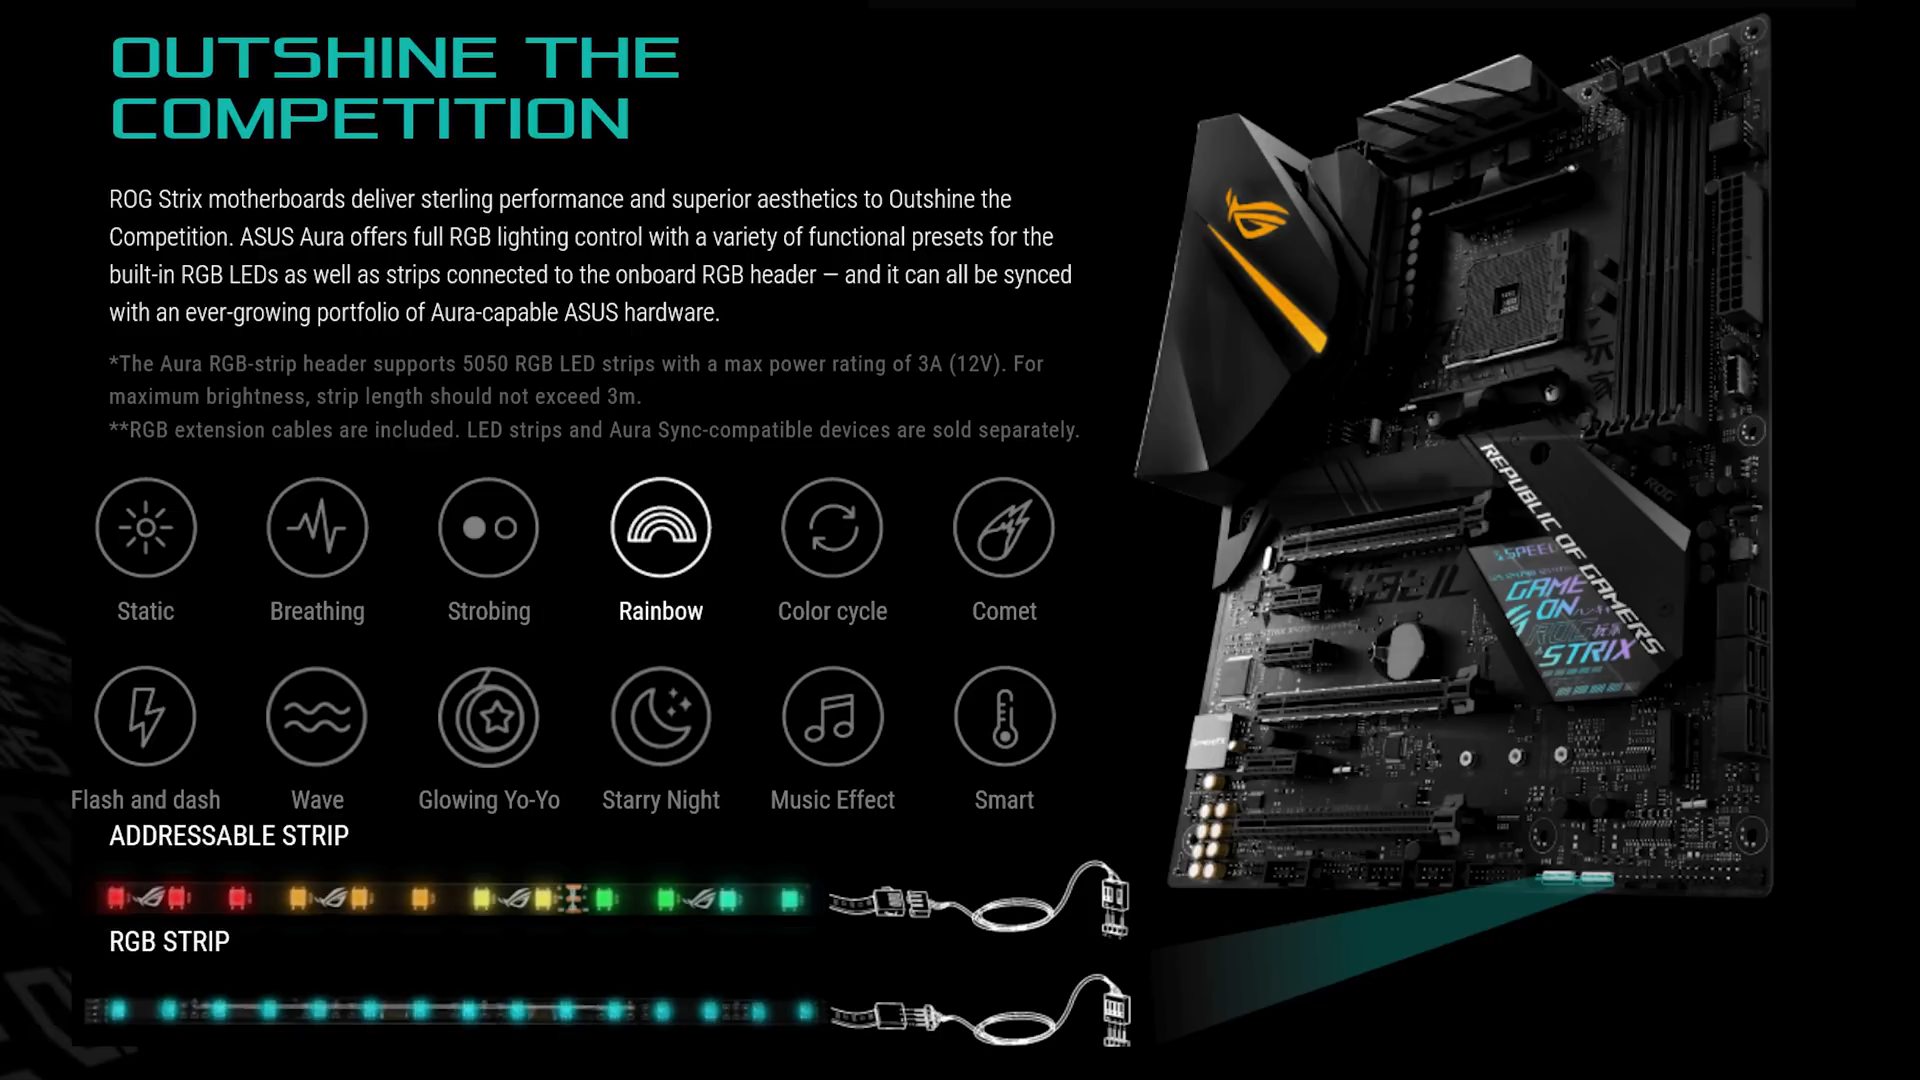 OUTSHINE THE
COMPETITION
ROG Strix motherboards deliver sterling performance and superior aesthetics to Outshine the
Competition. ASUS Aura offers full RGB lighting control with a variety of functional presets for the
built-in RGB LEDs as well as strips connected to the onboard RGB header – and it can all be synced
with an ever-growing portfolio of Aura-capable ASUS hardware.
*The Aura RGB-strip header supports 5050 RGB LED strips with a max power rating of 3A (12V). For
maximum brightness, strip length should not exceed 3m.
**RGB extension cables are included. LED strips and Aura Sync-compatible devices are sold separately.
Static Breathing Strobing Rainbow Color cycle Comet
Flash and dash Wave Glowing Yo-Yo Starry Night Music Effect Smart
ADDRESSABLE STRIP
RGB STRIP
REPUBLIC OF GAMERS
ROG
SPEED
GAME
ON
ROG
STRIX